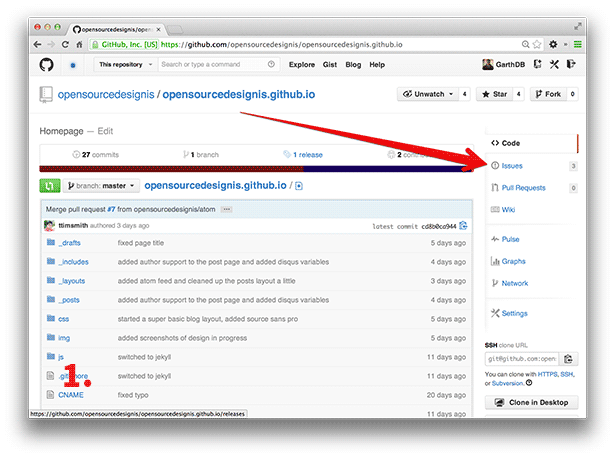 opensourcedesignis/openso
GitHub, Inc. [US] https://github.com/opensourcedesignis/opensourcedesignis.github.io
This repository Search or type a command Explore Gist Blog Help GarthDB
opensourcedesignis / opensourcedesignis.github.io Unwatch 4 Star 4 Fork 0
Homepage — Edit
27 commits 1 branch 1 release 2
branch: master opensourcedesignis.github.io /
Merge pull request #7 from opensourcedesignis/atom
ttimsmith authored 3 days ago latest commit cd8b0ca944
_drafts fixed page title 5 days ago
_includes added author support to the post page and added disqus variables 5 days ago
_layouts added atom feed and cleaned up the posts layout a little 3 days ago
_posts added author support to the post page and added disqus variables 5 days ago
css started a super basic blog layout, added source sans pro 5 days ago
img added screenshots of design in progress 5 days ago
js switched to jekyll 11 days ago
switched to jekyll 11 days ago
CNAME fixed typo 20 days ago
11 days ago
1.
https://github.com/opensourcedesignis/opensourcedesignis.github.io/releases
Code
Issues 3
Pull Requests 0
Wiki
Pulse
Graphs
Network
Settings
SSH clone URL
git@github.com:open
You can clone with HTTPS, SSH,
or Subversion.
Clone in Desktop